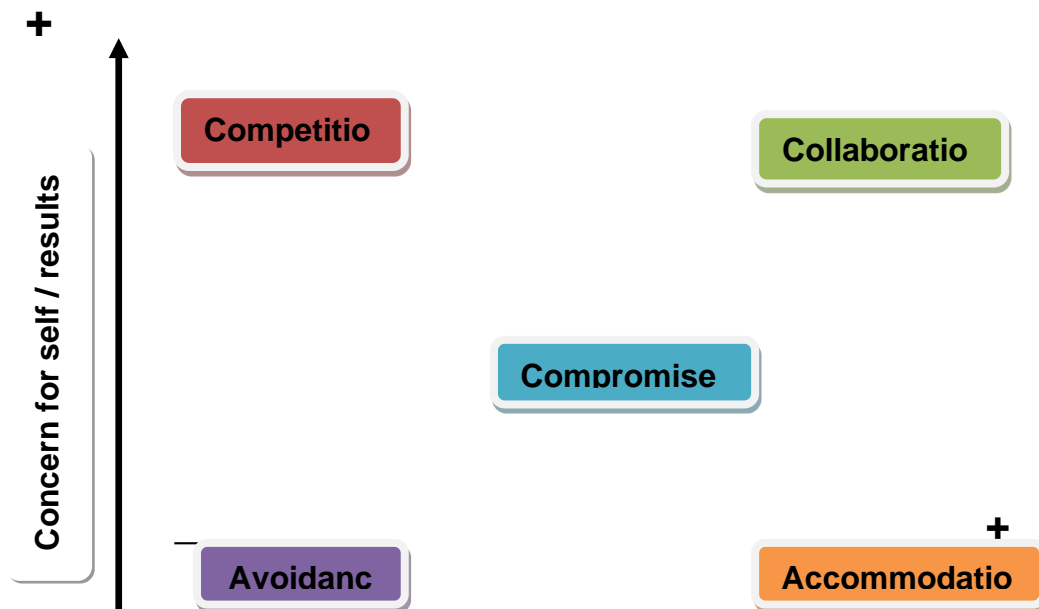 +
Competitio
Collaboratio
Concern for self / results
Compromise
_
+
Avoidanc
Accommodatio